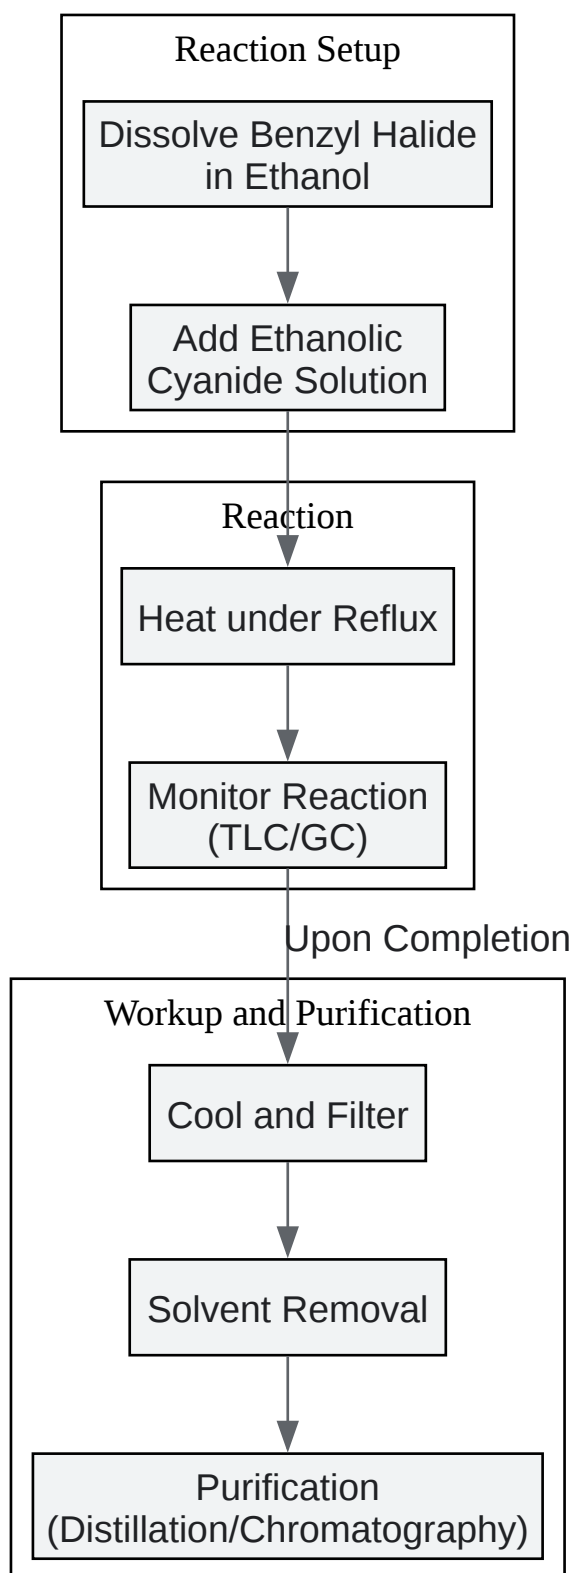 Reaction Setup
Dissolve Benzyl Halide
in Ethanol
Add Ethanolic
Cyanide Solution
Reaction
Heat under Reflux
Monitor Reaction
(TLC/GC)
Upon Completion
Workup and Purification
Cool and Filter
Solvent Removal
Purification
(Distillation/Chromatography)